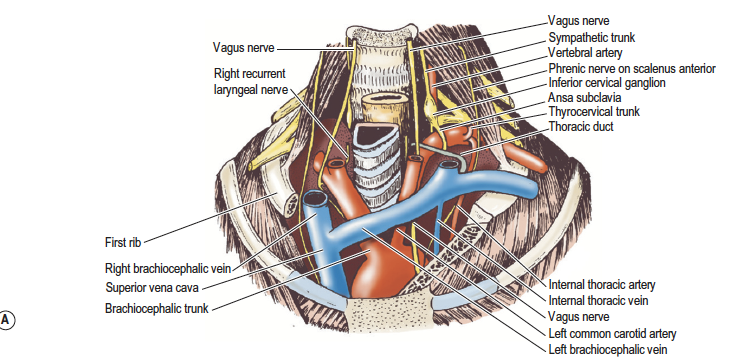 Vagus nerve
Right recurrent
laryngeal nerve
First rib
Right brachiocephalic vein
Superior vena cava
Brachiocephalic trunk
A
Vagus nerve
Sympathetic trunk
Vertebral artery
Phrenic nerve on scalenus anterior
Inferior cervical ganglion
Ansa subclavia
Thyrocervical trunk
Thoracic duct
Internal thoracic artery
Internal thoracic vein
Vagus nerve
Left common carotid artery
Left brachiocephalic vein